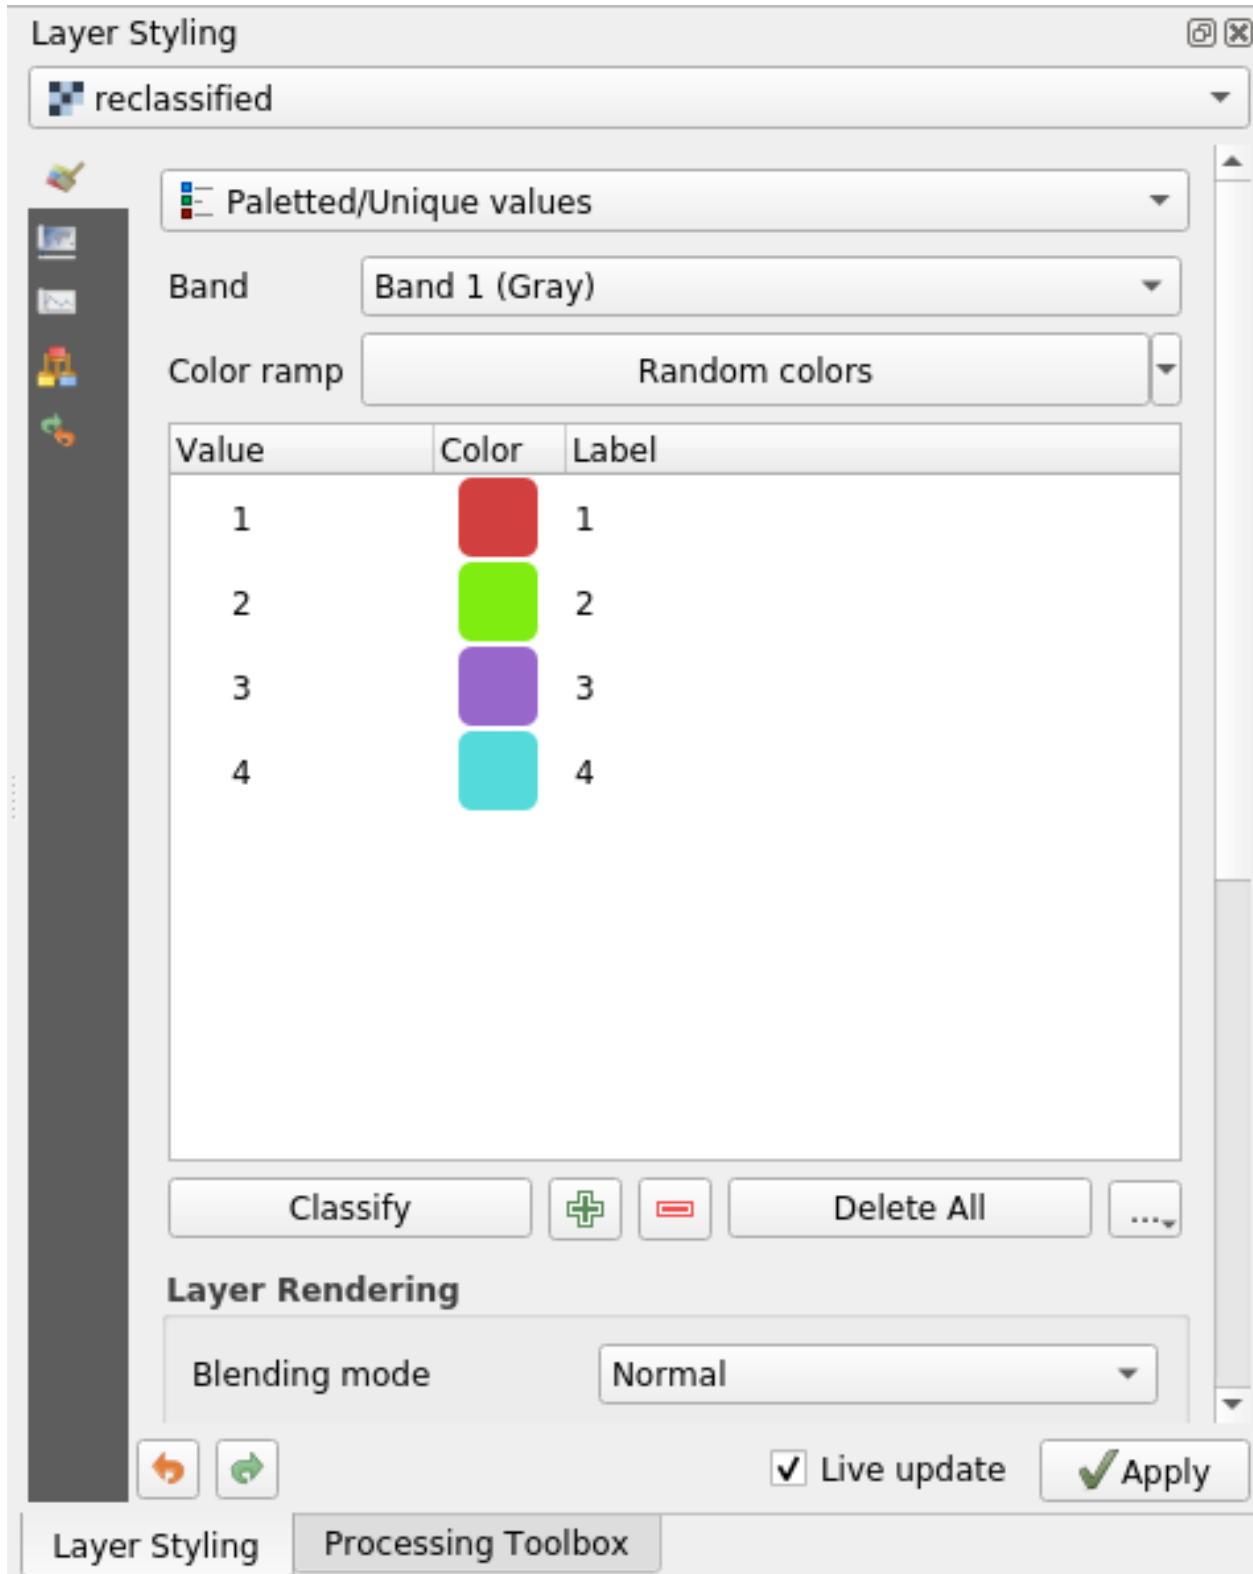 Layer Styling
reclassified
Paletted/Unique values
Band Band 1 (Gray)
Color ramp Random colors
Value Color Label
1 1
2 2
3 3
4 4
Classify Delete All ...
Layer Rendering
Blending mode Normal
Live update Apply
Layer Styling Processing Toolbox